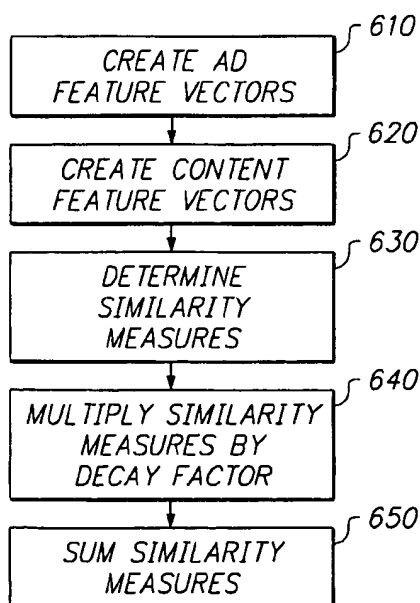 610
CREATE AD
FEATURE VECTORS
620
CREATE CONTENT
FEATURE VECTORS
630
DETERMINE
SIMILARITY
MEASURES
640
MULTIPLY SIMILARITY
MEASURES BY
DECAY FACTOR
650
SUM SIMILARITY
MEASURES